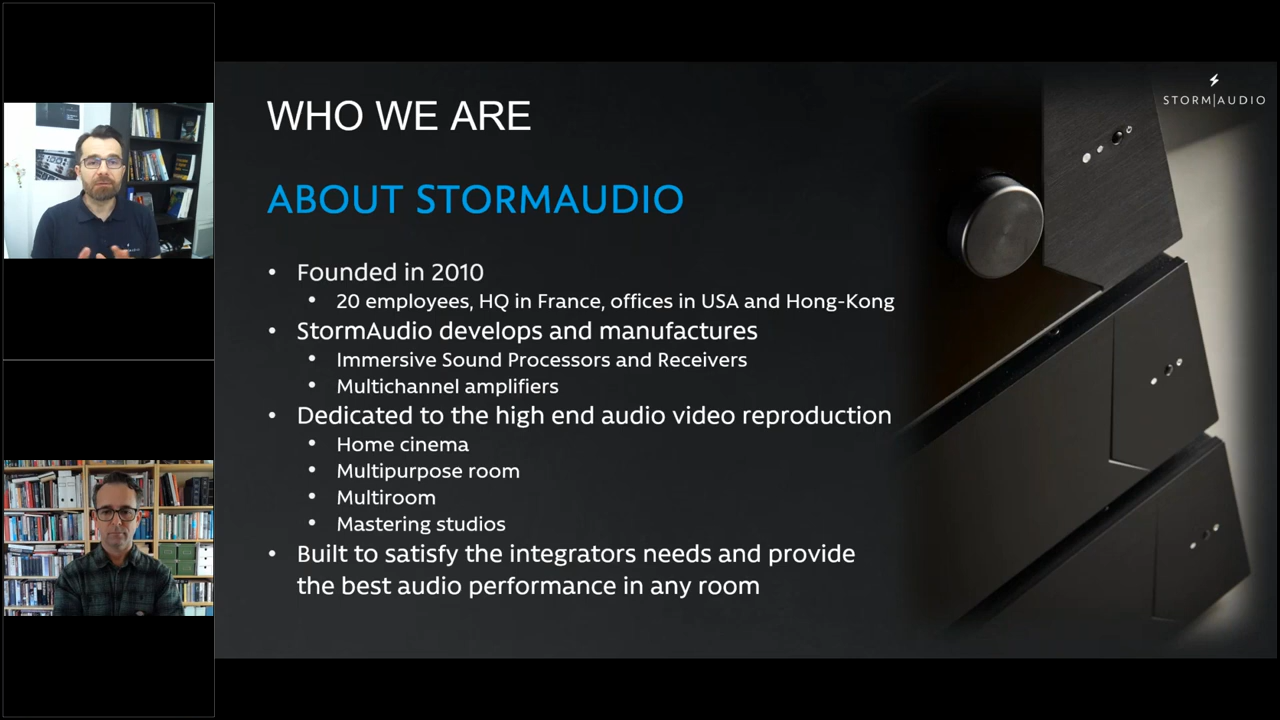 WHO WE ARE
STORM|AUDIO
ABOUT STORMAUDIO
• Founded in 2010
• 20 employees, HQ in France, offices in USA and Hong-Kong
• StormAudio develops and manufactures
• Immersive Sound Processors and Receivers
• Multichannel amplifiers
• Dedicated to the high end audio video reproduction
• Home cinema
• Multipurpose room
• Multiroom
• Mastering studios
• Built to satisfy the integrators needs and provide
the best audio performance in any room